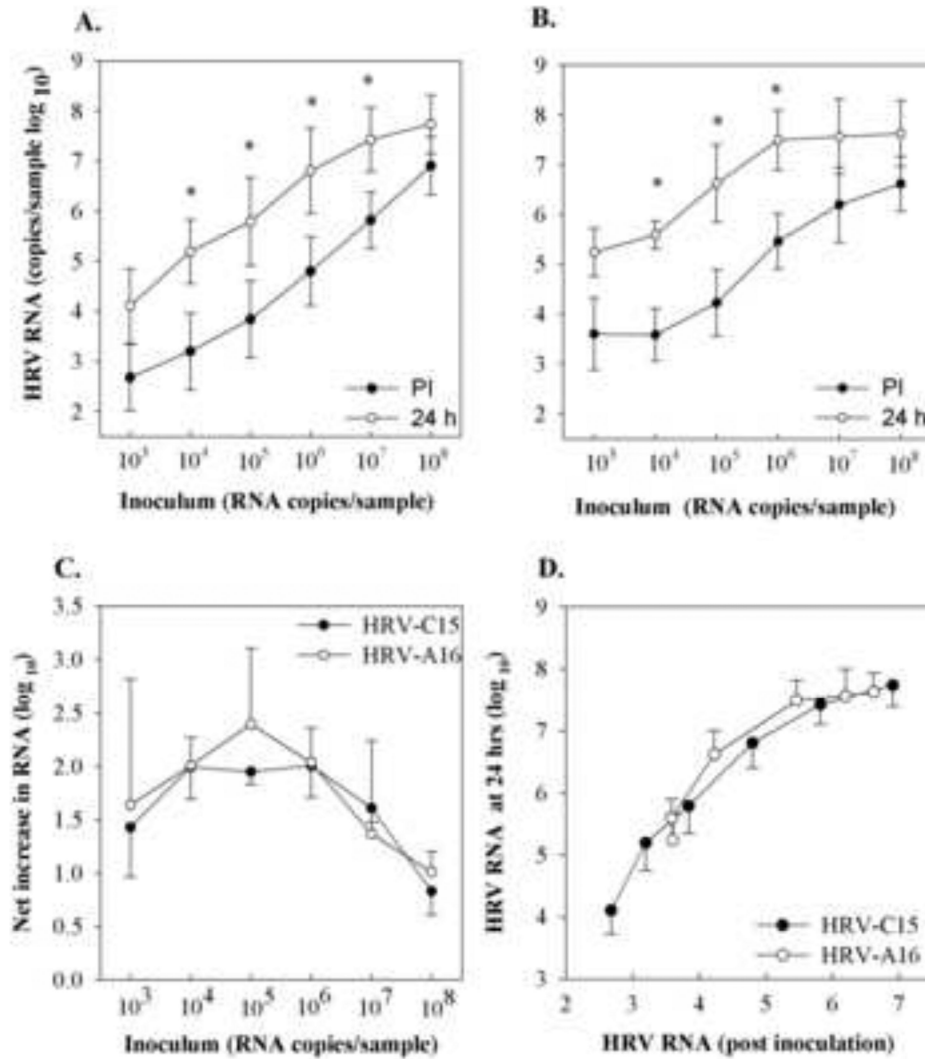 A.
HRV RNA (copies/sample log 10)
9
8
7
6
5
4
3
2
* * * *
PI
24 h
10³ 10⁴ 10⁵ 10⁶ 10⁷ 10⁸
Inoculum (RNA copies/sample)
B.
9
8
7
6
5
4
3
2
* * *
PI
24 h
10³ 10⁴ 10⁵ 10⁶ 10⁷ 10⁸
Inoculum (RNA copies/sample)
C.
Net increase in RNA (log 10)
3.5
3.0
2.5
2.0
1.5
1.0
0.5
0.0
HRV-C15
HRV-A16
10³ 10⁴ 10⁵ 10⁶ 10⁷ 10⁸
Inoculum (RNA copies/sample)
D.
HRV RNA at 24 hrs (log 10)
9
8
7
6
5
4
3
HRV-C15
HRV-A16
2 3 4 5 6 7
HRV RNA (post inoculation)